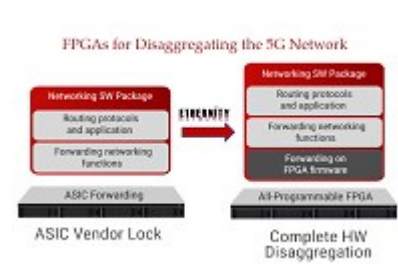 FPGAs for Disaggregating the 5G Network
Networking SW Package
Routing protocols
and application
Forwarding networking
functions
ASIC Forwarding
ASIC Vendor Lock
ETHERNITY
Networking SW Package
Routing protocols
and application
Forwarding networking
functions
Forwarding on
FPGA firmware
All-Programmable FPGA
Complete HW
Disaggregation